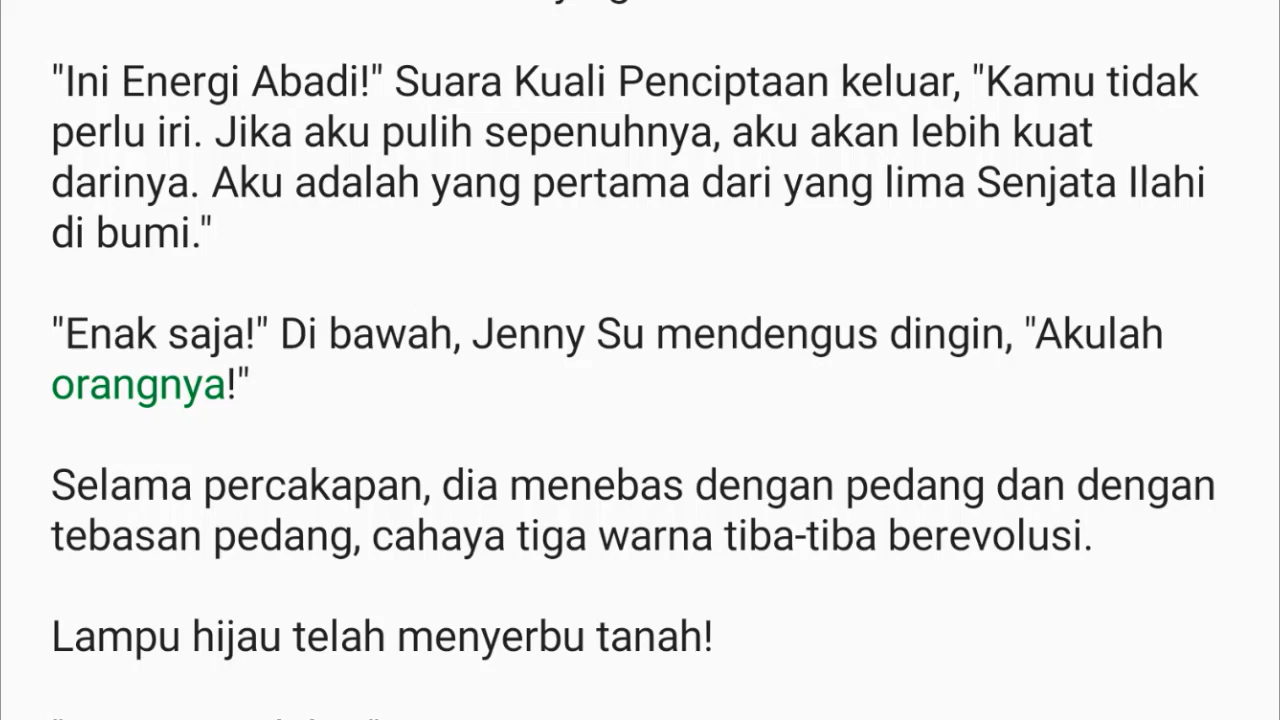 "Ini Energi Abadi!" Suara Kuali Penciptaan keluar, "Kamu tidak
perlu iri. Jika aku pulih sepenuhnya, aku akan lebih kuat
darinya. Aku adalah yang pertama dari yang lima Senjata Ilahi
di bumi."
"Enak saja!" Di bawah, Jenny Su mendengus dingin, "Akulah
orangnya!"
Selama percakapan, dia menebas dengan pedang dan dengan
tebasan pedang, cahaya tiga warna tiba-tiba berevolusi.
Lampu hijau telah menyerbu tanah!